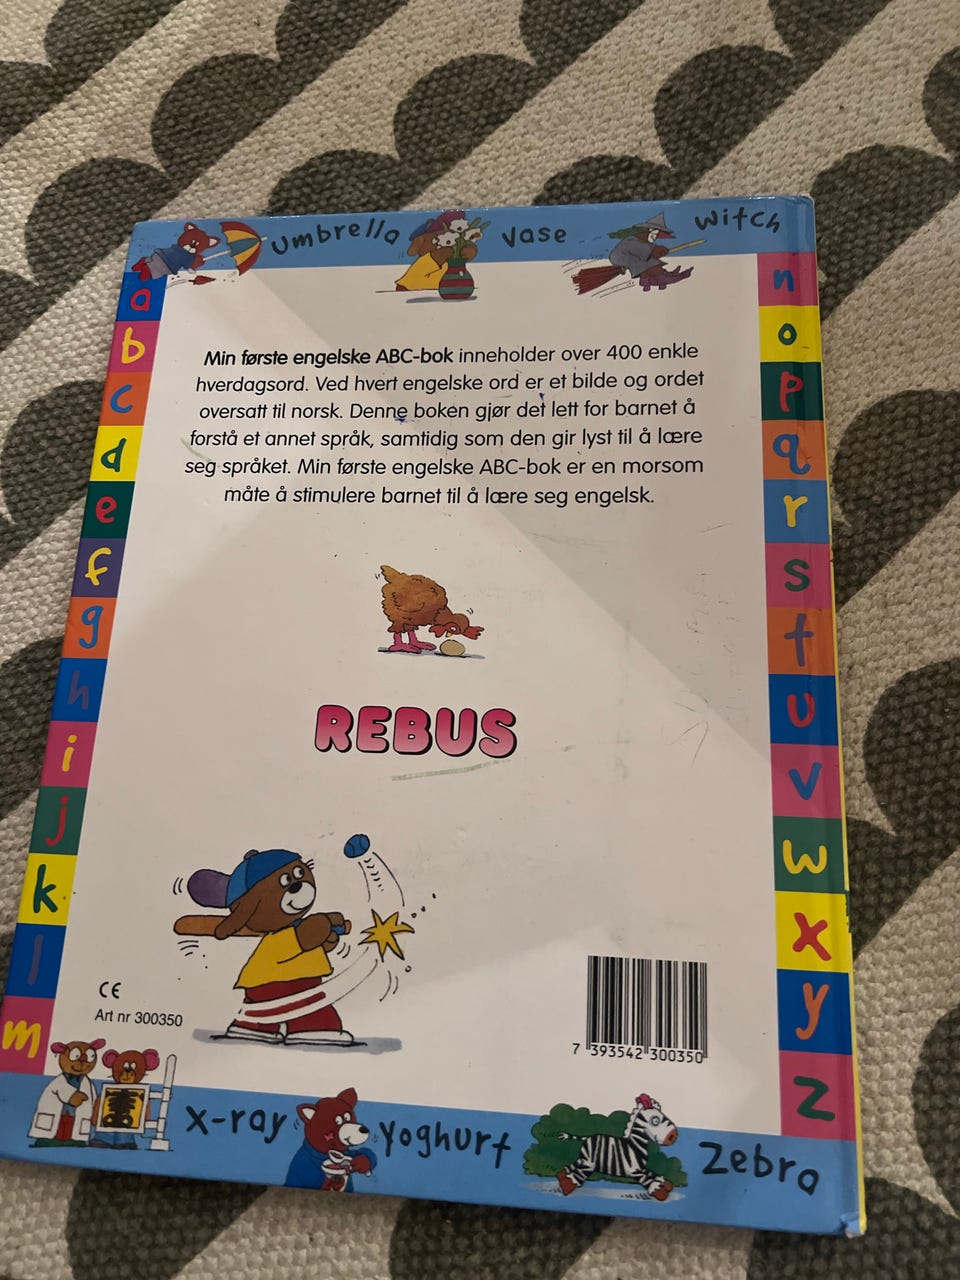 umbrella vase witch
a
b
c
d
e
f
g
h
i
j
k
l
m
n
o
p
q
r
s
t
u
v
w
x
y
z
Min første engelske ABC-bok inneholder over 400 enkle
hverdagsord. Ved hvert engelske ord er et bilde og ordet
oversatt til norsk. Denne boken gjør det lett for barnet å
forstå et annet språk, samtidig som den gir lyst til å lære
seg språket. Min første engelske ABC-bok er en morsom
måte å stimulere barnet til å lære seg engelsk.
REBUS
CE
Art nr 300350
7 393542 300350
x-ray yoghurt zebra